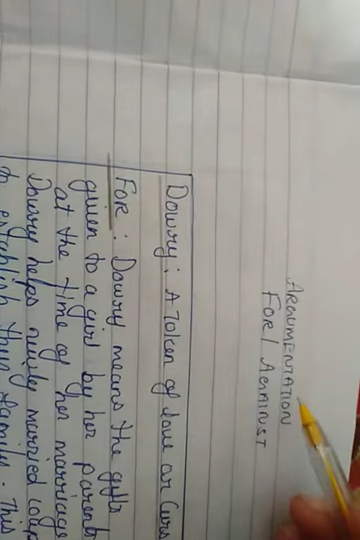 ARGUMENTATION
FOR / AGAINST
Dowry : A Token of love or Curs
For : Dowry means the gifts
given to a girl by her parents
at the time of her marriage
Dowry helps newly married coup
to establish their family. This